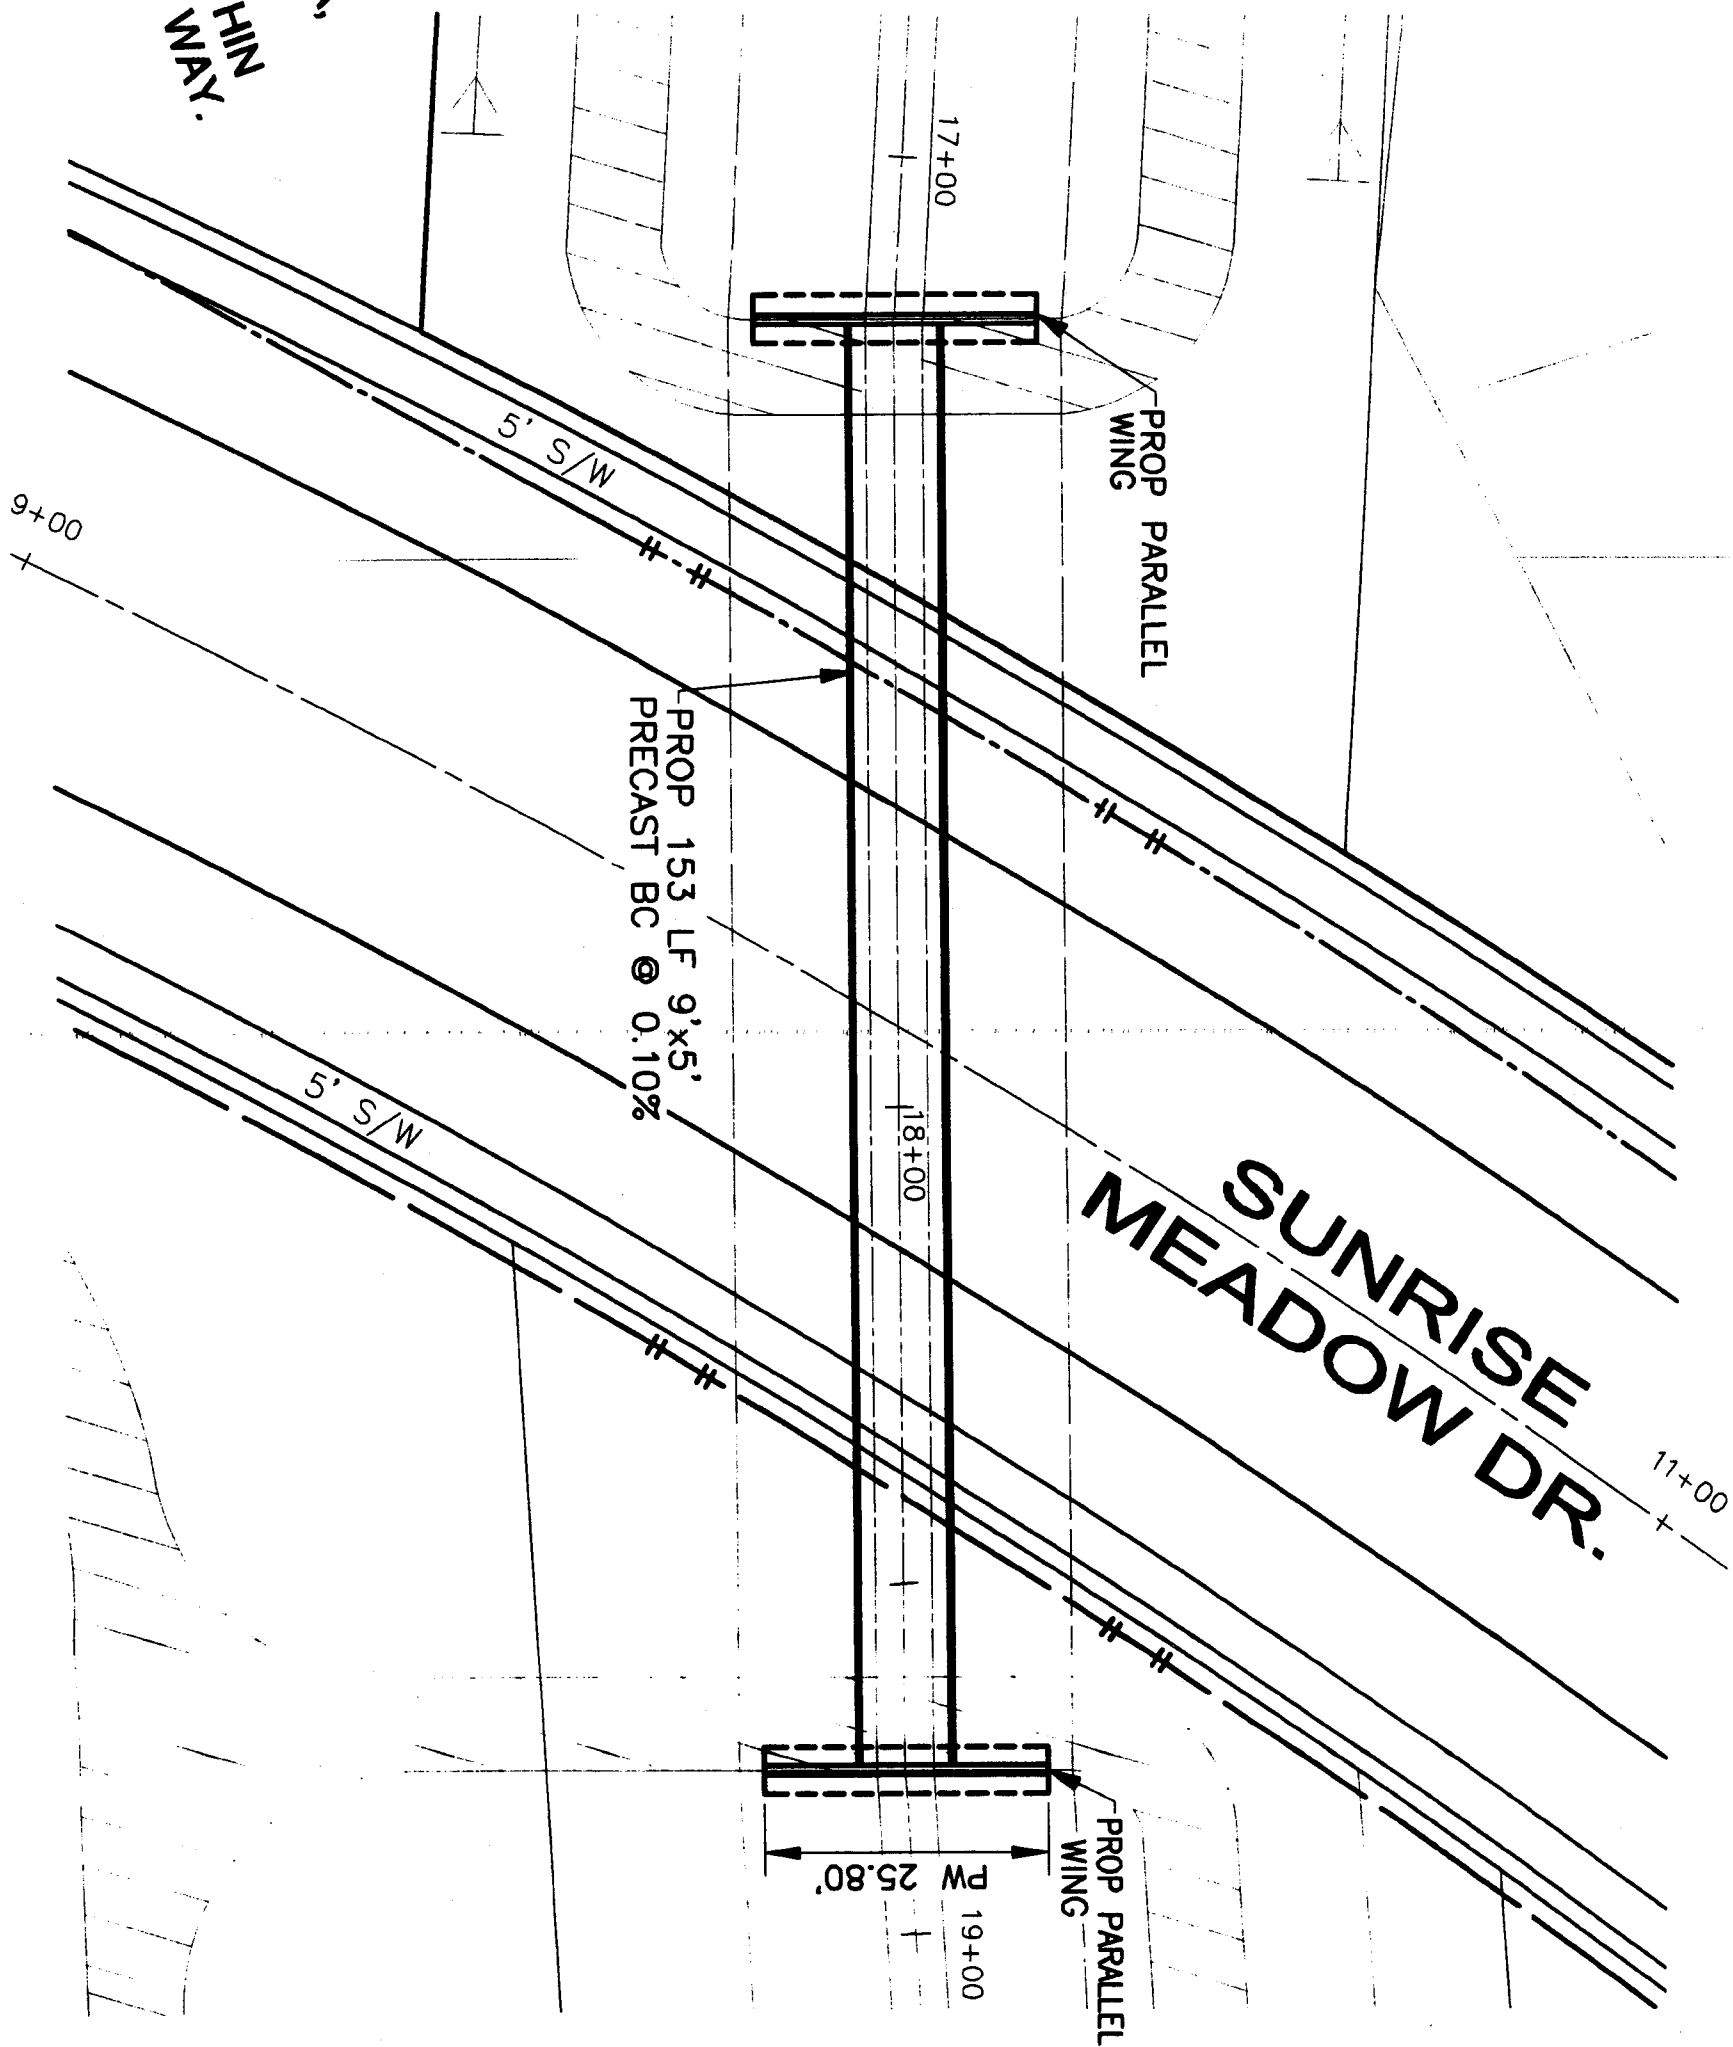 HIN
WAY.
17+00
PROP PARALLEL
WING
5' S/W
9+00
PROP 153 LF 9'x5'
PRECAST BC @ 0.10%
18+00
5' S/W
SUNRISE
MEADOW DR.
11+00
PROP PARALLEL
WING
PW 25.80'
19+00